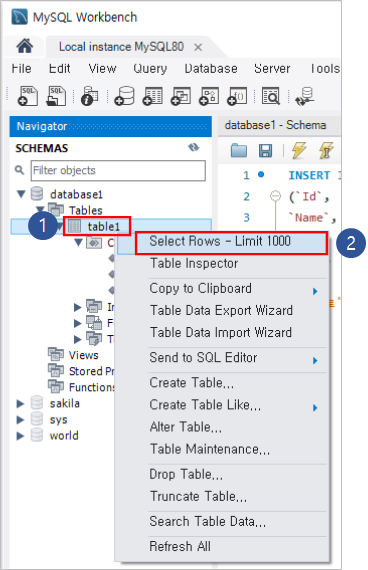 MySQL Workbench
Local instance MySQL80
File Edit View Query Database Server Tools
SQL SQL
Navigator
SCHEMAS
Filter objects
database1
Tables
1 table1
C
Views
Stored Pr
Functions
sakila
sys
world
database1 - Schema
1 INSERT I
2 (`Id`,
`Name`,
Select Rows - Limit 1000 2
Table Inspector
Copy to Clipboard
Table Data Export Wizard
Table Data Import Wizard
Send to SQL Editor
Create Table...
Create Table Like...
Alter Table...
Table Maintenance...
Drop Table...
Truncate Table...
Search Table Data...
Refresh All